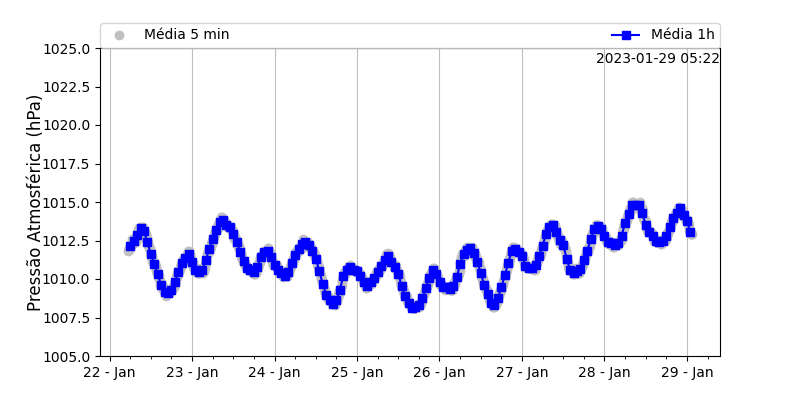 Média 5 min
Média 1h
2023-01-29 05:22
Pressão Atmosférica (hPa)
1025.0
1022.5
1020.0
1017.5
1015.0
1012.5
1010.0
1007.5
1005.0
22 - Jan
23 - Jan
24 - Jan
25 - Jan
26 - Jan
27 - Jan
28 - Jan
29 - Jan